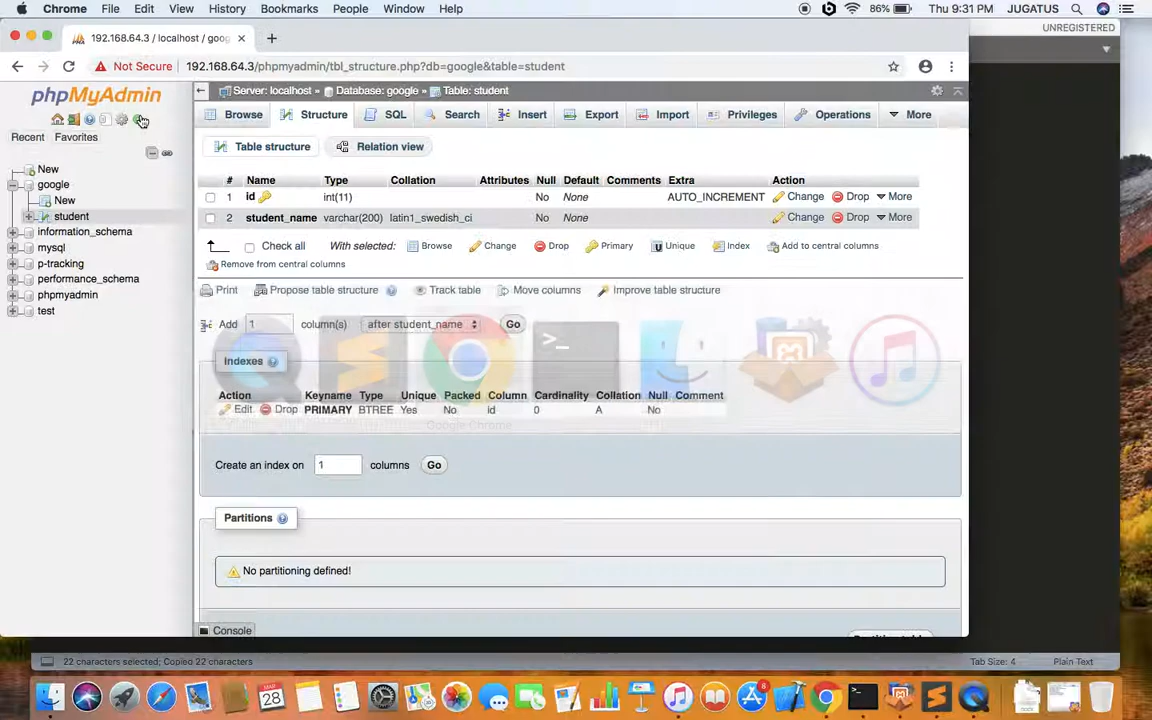 Chrome File Edit View History Bookmarks People Window Help 86% Thu 9:31 PM JUGATUS
192.168.64.3 / localhost / goog
UNREGISTERED
Not Secure 192.168.64.3/phpmyadmin/tbl_structure.php?db=google&table=student
phpMyAdmin
Recent Favorites
New
google
New
student
information_schema
mysql
p-tracking
performance_schema
phpmyadmin
test
Server: localhost » Database: google » Table: student
Browse Structure SQL Search Insert Export Import Privileges Operations More
Table structure Relation view
# Name Type Collation Attributes Null Default Comments Extra Action
1 id int(11) No None AUTO_INCREMENT Change Drop More
2 student_name varchar(200) latin1_swedish_ci No None Change Drop More
Check all With selected: Browse Change Drop Primary Unique Index Add to central columns
Remove from central columns
Print Propose table structure Track table Move columns Improve table structure
Add 1 column(s) after student_name Go
Indexes
Action Keyname Type Unique Packed Column Cardinality Collation Null Comment
Edit Drop PRIMARY BTREE Yes No id 0 A No
Google Chrome
Create an index on 1 columns Go
Partitions
No partitioning defined!
Console
22 characters selected; Copied 22 characters Tab Size: 4 Plain Text